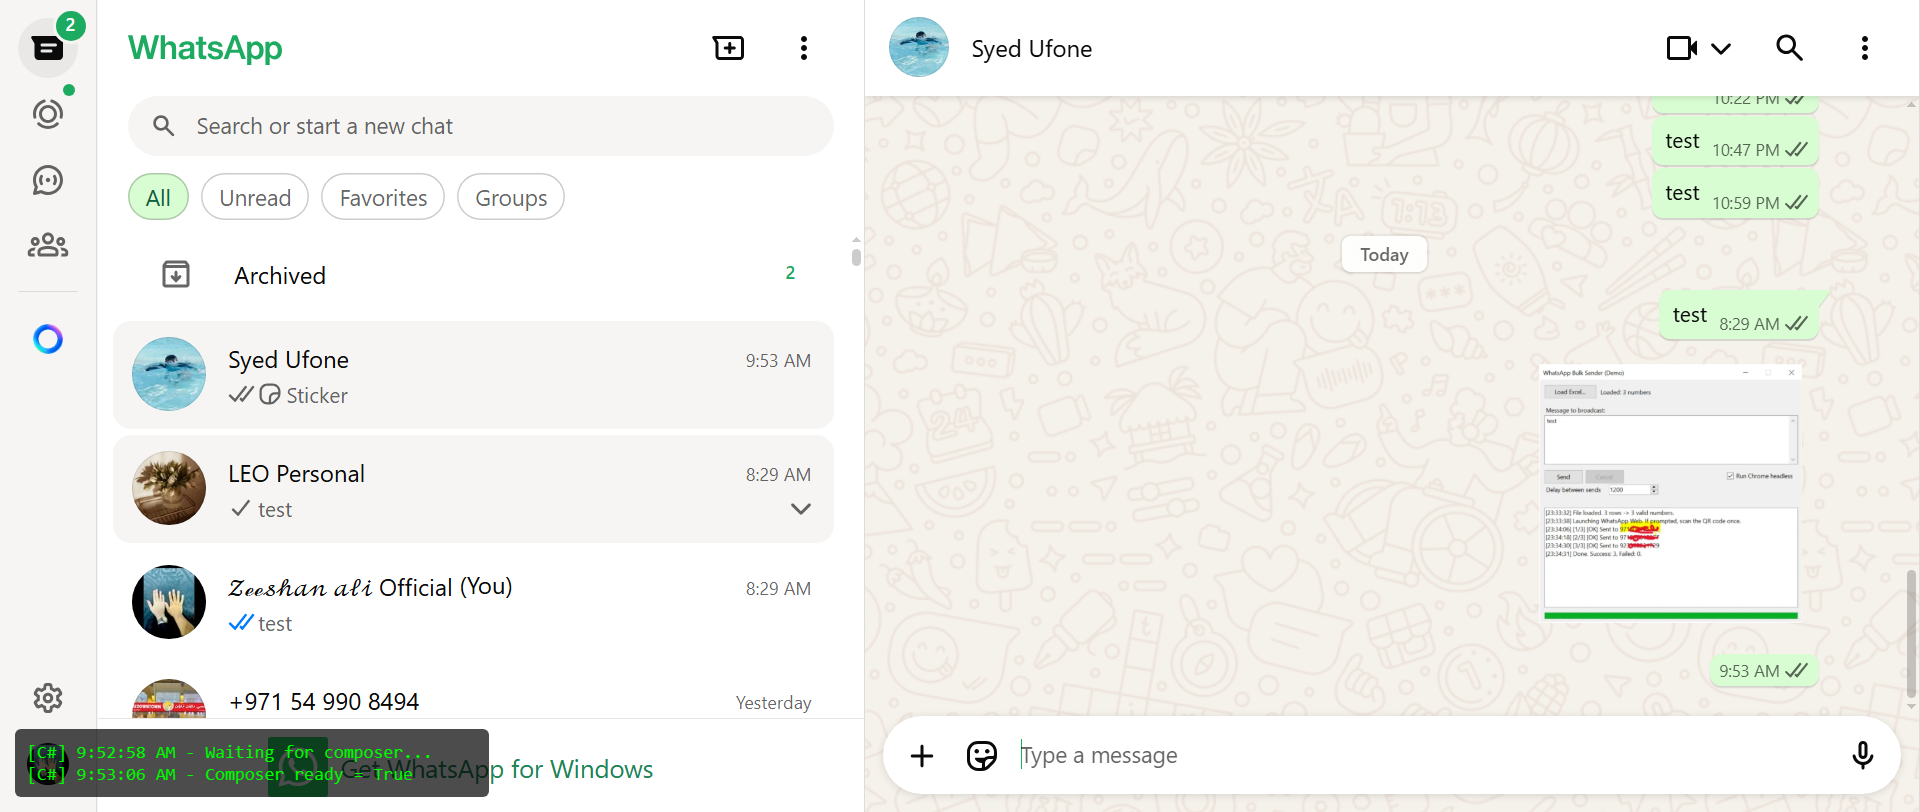 2
WhatsApp
Search or start a new chat
All
Unread
Favorites
Groups
Archived
2
Syed Ufone
9:53 AM
Sticker
LEO Personal
8:29 AM
test
𝓩𝓮𝓮𝓼𝓱𝓪𝓷 𝓪𝓵𝓲 Official (You)
8:29 AM
test
+971 54 990 8494
Yesterday
Get WhatsApp for Windows
[C#] 9:52:58 AM - Waiting for composer...
[C#] 9:53:06 AM - Composer ready = True
Syed Ufone
10:22 PM
test 10:47 PM
test 10:59 PM
Today
test 8:29 AM
WhatsApp Bulk Sender (Demo)
Load Excel... Loaded: 3 numbers
Message to broadcast:
test
Send Cancel
Run Chrome headless
Delay between sends 1200
[23:33:32] File loaded. 3 rows -> 3 valid numbers.
[23:33:38] Launching WhatsApp Web. If prompted, scan the QR code once.
[23:34:06] [1/3] [OK] Sent to
[23:34:18] [2/3] [OK] Sent to
[23:34:30] [3/3] [OK] Sent to
[23:34:31] Done. Success: 3, Failed: 0.
9:53 AM
Type a message